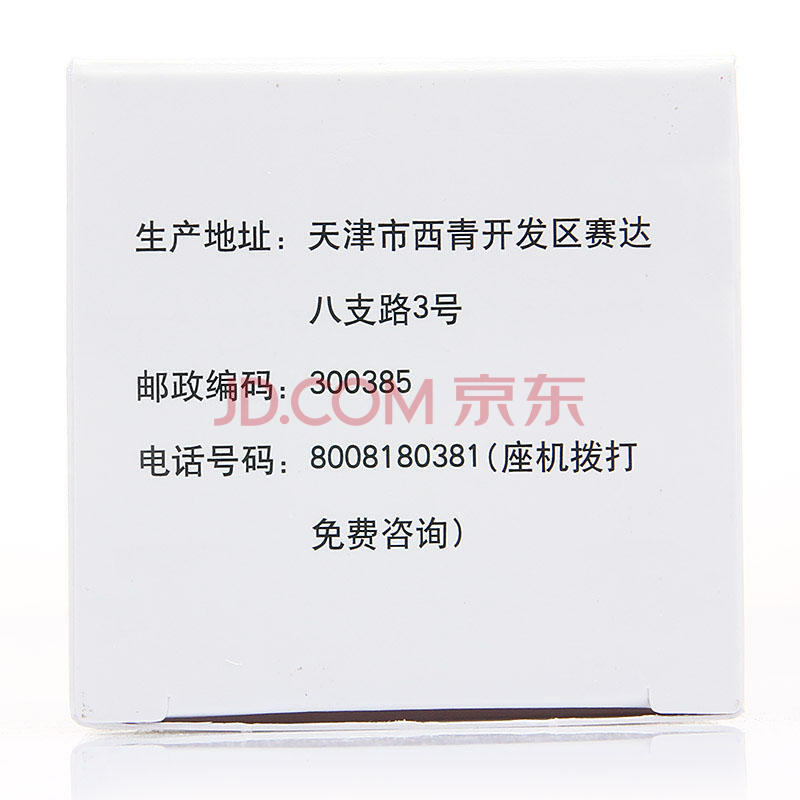 生产地址：天津市西青开发区赛达
八支路3号
邮政编码：300385
JD.COM 京东
电话号码：8008180381(座机拨打
免费咨询)